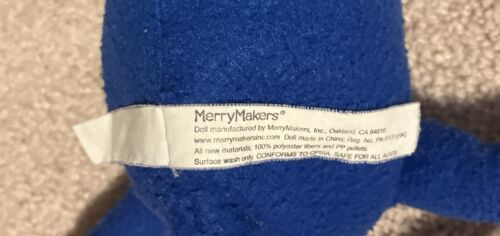 MerryMakers®
Doll manufactured by MerryMakers, Inc., Oakland, CA 94610
www.merrymakersinc.com Doll made in China; Reg. No. PA-5131(HK)
All new materials: 100% polyester fibers and PP pellets.
Surface wash only. CONFORMS TO CPSIA. SAFE FOR ALL AGES.